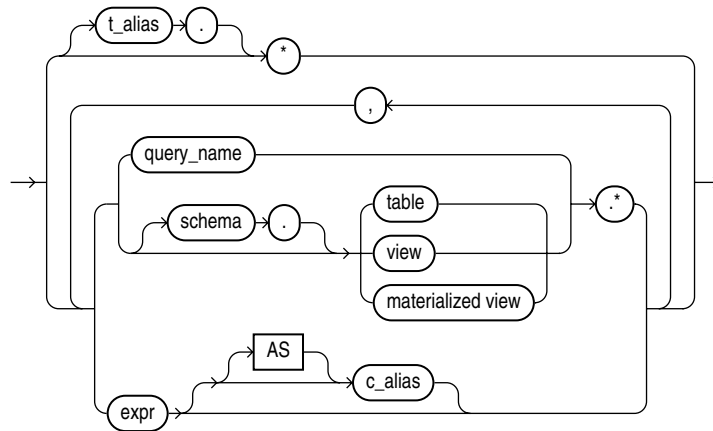 t_alias .
*
,
query_name
schema . table .*
view
materialized view
AS
c_alias
expr